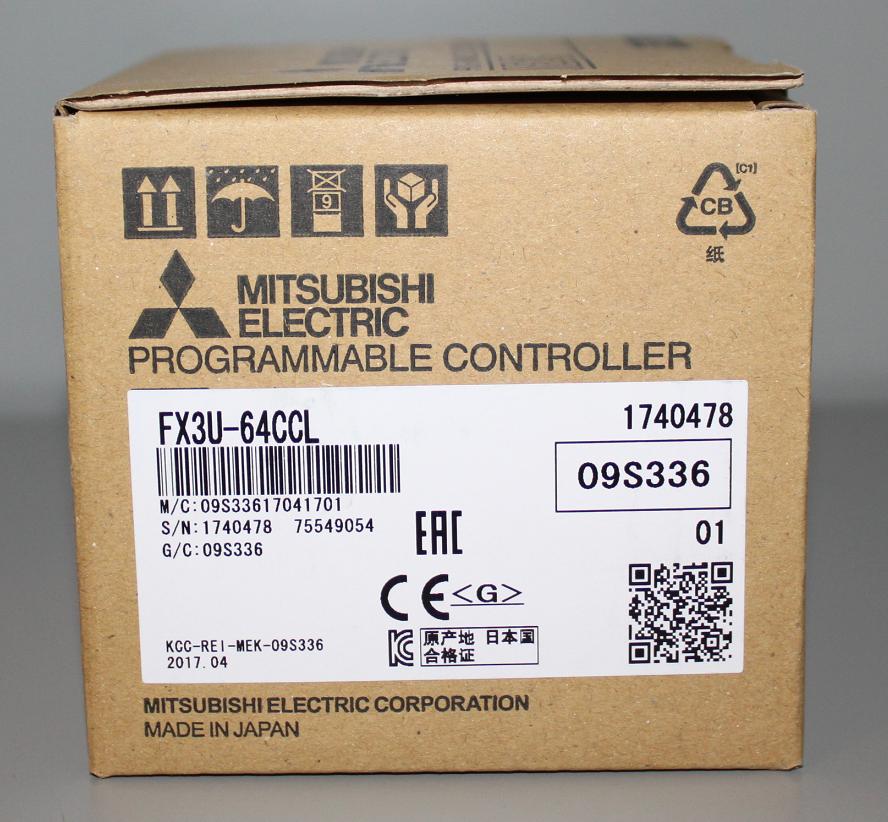 9
[C1]
CB
纸
MITSUBISHI
ELECTRIC
PROGRAMMABLE CONTROLLER
FX3U-64CCL
1740478
M/C:09S33617041701
09S336
S/N:1740478 75549054
G/C:09S336
EAC
01
CE <G>
原产地 日本国
合格证
KCC-REI-MEK-09S336
2017.04
MITSUBISHI ELECTRIC CORPORATION
MADE IN JAPAN